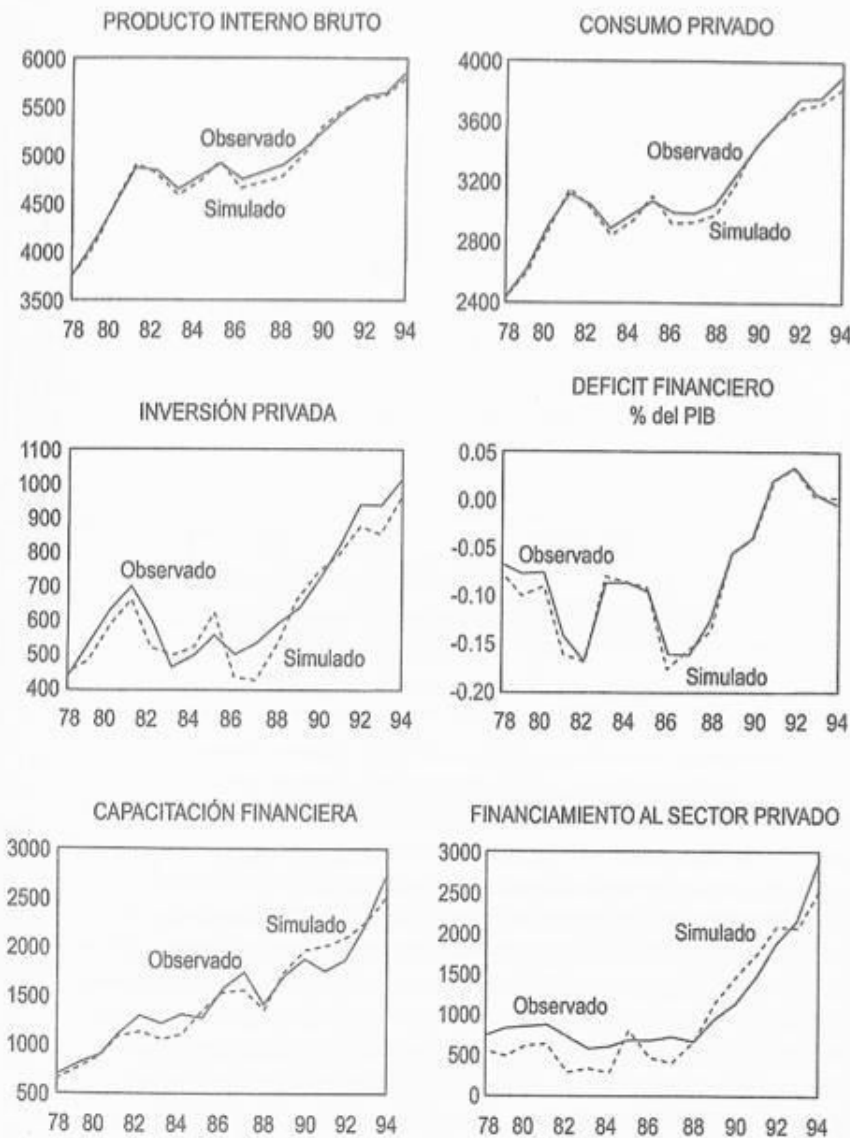 PRODUCTO INTERNO BRUTO
6000
5500
5000
4500
4000
3500
Observado
Simulado
78 80 82 84 86 88 90 92 94
CONSUMO PRIVADO
4000
3600
3200
2800
2400
Observado
Simulado
78 80 82 84 86 88 90 92 94
INVERSIÓN PRIVADA
1100
1000
900
800
700
600
500
400
Observado
Simulado
78 80 82 84 86 88 90 92 94
DEFICIT FINANCIERO
% del PIB
0.05
0.00
-0.05
-0.10
-0.15
-0.20
Observado
Simulado
78 80 82 84 86 88 90 92 94
CAPACITACIÓN FINANCIERA
3000
2500
2000
1500
1000
500
Simulado
Observado
78 80 82 84 86 88 90 92 94
FINANCIAMIENTO AL SECTOR PRIVADO
3000
2500
2000
1500
1000
500
0
Simulado
Observado
78 80 82 84 86 88 90 92 94